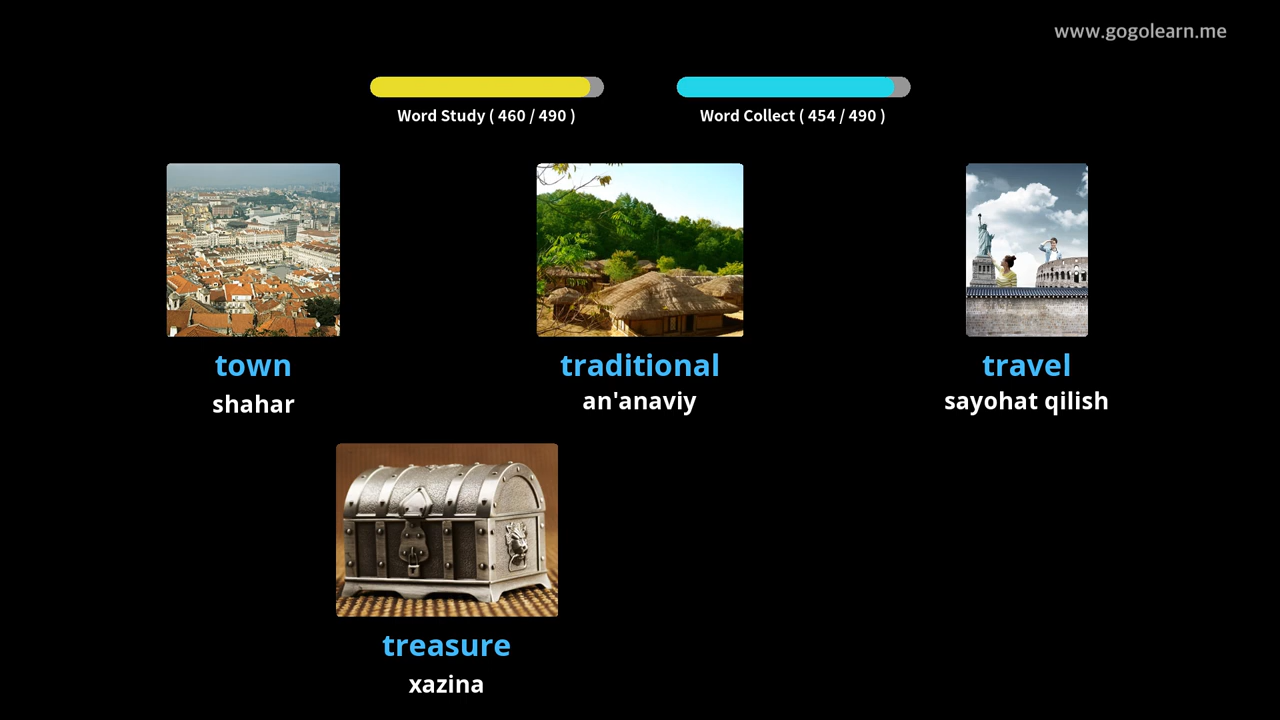 www.gogolearn.me
Word Study ( 460 / 490 )
Word Collect ( 454 / 490 )
town
shahar
traditional
an'anaviy
travel
sayohat qilish
treasure
xazina